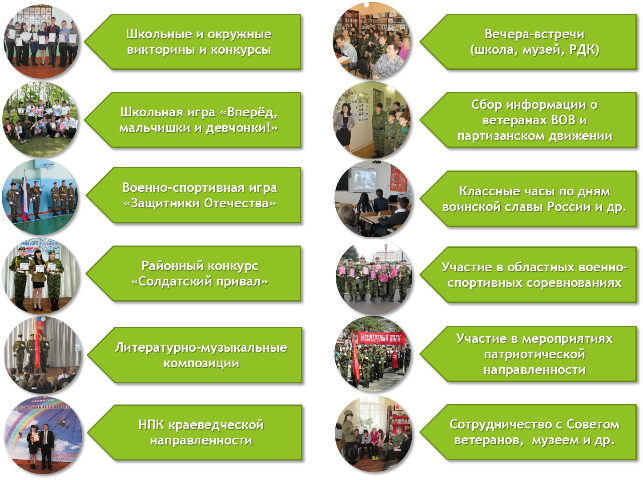 Школьные и окружные
викторины и конкурсы
Школьная игра «Вперёд,
мальчишки и девчонки!»
Военно-спортивная игра
«Защитники Отечества»
Районный конкурс
«Солдатский привал»
Литературно-музыкальные
композиции
НПК краеведческой
направленности
Вечера-встречи
(школа, музей, РДК)
Сбор информации о
ветеранах ВОВ и
партизанском движении
Классные часы по дням
воинской славы России и др.
Участие в областных военно-
спортивных соревнованиях
Участие в мероприятиях
патриотической
направленности
Сотрудничество с Советом
ветеранов, музеем и др.